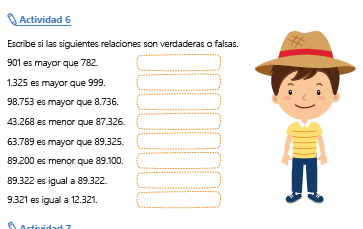 Actividad 6
Escribe si las siguientes relaciones son verdaderas o falsas.
901 es mayor que 782.
1.325 es mayor que 999.
98.753 es mayor que 8.736.
43.268 es menor que 87.326.
63.789 es mayor que 89.325.
89.200 es menor que 89.100.
89.322 es igual a 89.322.
9.321 es igual a 12.321.
Actividad 7